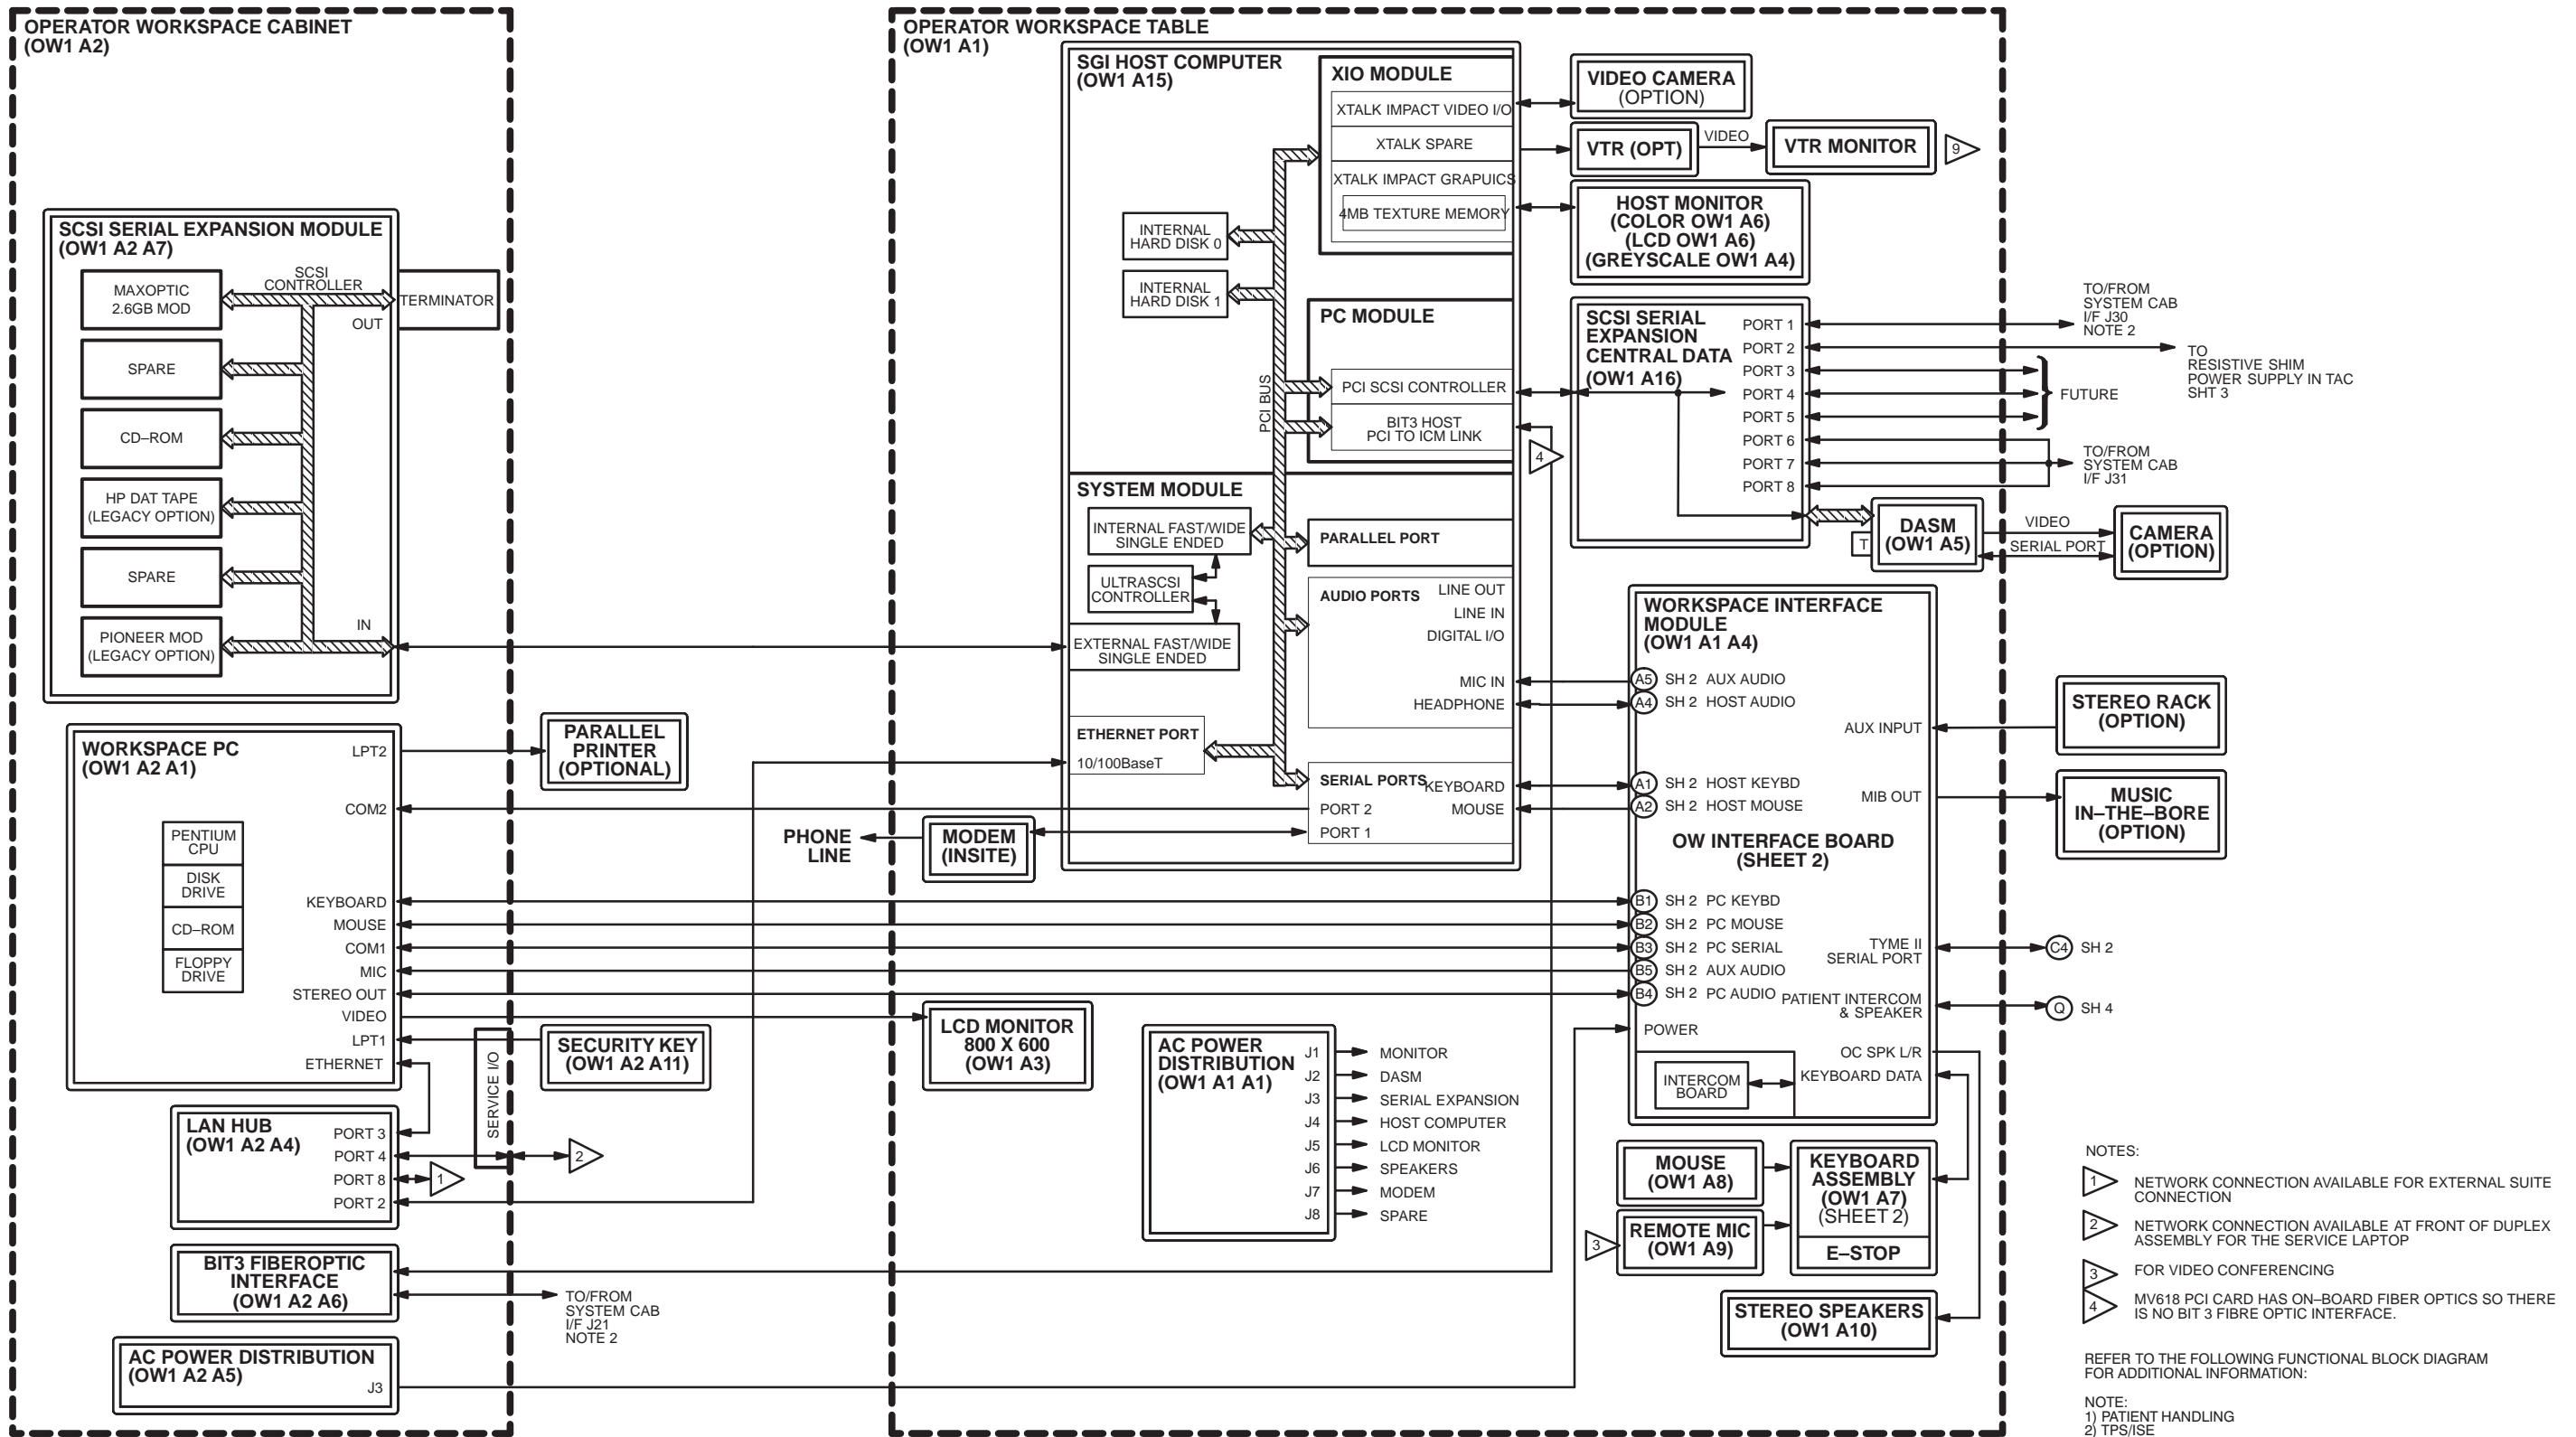 OPERATOR WORKSPACE CABINET
(OW1 A2)
SCSI SERIAL EXPANSION MODULE
(OW1 A2 A7)
SCSI
CONTROLLER
MAXOPTIC
2.6GB MOD
TERMINATOR
OUT
SPARE
CD–ROM
HP DAT TAPE
(LEGACY OPTION)
SPARE
IN
PIONEER MOD
(LEGACY OPTION)
WORKSPACE PC
(OW1 A2 A1)
LPT2
COM2
PENTIUM
CPU
DISK
DRIVE
CD–ROM
FLOPPY
DRIVE
KEYBOARD
MOUSE
COM1
MIC
STEREO OUT
VIDEO
LPT1
ETHERNET
SERVICE I/O
LAN HUB
(OW1 A2 A4)
PORT 3
PORT 4
PORT 8
PORT 2
1
2
BIT3 FIBEROPTIC
INTERFACE
(OW1 A2 A6)
TO/FROM
SYSTEM CAB
I/F J21
NOTE 2
AC POWER DISTRIBUTION
(OW1 A2 A5)
J3
PARALLEL
PRINTER
(OPTIONAL)
SECURITY KEY
(OW1 A2 A11)
OPERATOR WORKSPACE TABLE
(OW1 A1)
SGI HOST COMPUTER
(OW1 A15)
XIO MODULE
XTALK IMPACT VIDEO I/O
XTALK SPARE
XTALK IMPACT GRAPUICS
4MB TEXTURE MEMORY
INTERNAL
HARD DISK 0
INTERNAL
HARD DISK 1
PC MODULE
PCI BUS
PCI SCSI CONTROLLER
BIT3 HOST
PCI TO ICM LINK
4
SYSTEM MODULE
INTERNAL FAST/WIDE
SINGLE ENDED
PARALLEL PORT
ULTRASCSI
CONTROLLER
AUDIO PORTS
LINE OUT
LINE IN
DIGITAL I/O
EXTERNAL FAST/WIDE
SINGLE ENDED
MIC IN
HEADPHONE
ETHERNET PORT
10/100BaseT
SERIAL PORTS
KEYBOARD
PORT 2
MOUSE
PORT 1
PHONE
LINE
MODEM
(INSITE)
LCD MONITOR
800 X 600
(OW1 A3)
AC POWER
DISTRIBUTION
(OW1 A1 A1)
J1 MONITOR
J2 DASM
J3 SERIAL EXPANSION
J4 HOST COMPUTER
J5 LCD MONITOR
J6 SPEAKERS
J7 MODEM
J8 SPARE
VIDEO CAMERA
(OPTION)
VTR (OPT)
VIDEO
VTR MONITOR
9
HOST MONITOR
(COLOR OW1 A6)
(LCD OW1 A6)
(GREYSCALE OW1 A4)
SCSI SERIAL
EXPANSION
CENTRAL DATA
(OW1 A16)
PORT 1
PORT 2
PORT 3
PORT 4
PORT 5
PORT 6
PORT 7
PORT 8
TO/FROM
SYSTEM CAB
I/F J30
NOTE 2
TO
RESISTIVE SHIM
POWER SUPPLY IN TAC
SHT 3
FUTURE
TO/FROM
SYSTEM CAB
I/F J31
T
DASM
(OW1 A5)
VIDEO
SERIAL PORT
CAMERA
(OPTION)
WORKSPACE INTERFACE
MODULE
(OW1 A1 A4)
A5 SH 2 AUX AUDIO
A4 SH 2 HOST AUDIO
AUX INPUT
STEREO RACK
(OPTION)
A1 SH 2 HOST KEYBD
A2 SH 2 HOST MOUSE
MIB OUT
MUSIC
IN–THE–BORE
(OPTION)
OW INTERFACE BOARD
(SHEET 2)
B1 SH 2 PC KEYBD
B2 SH 2 PC MOUSE
B3 SH 2 PC SERIAL
B5 SH 2 AUX AUDIO
B4 SH 2 PC AUDIO
TYME II
SERIAL PORT
C4 SH 2
PATIENT INTERCOM
& SPEAKER
Q SH 4
POWER
OC SPK L/R
KEYBOARD DATA
INTERCOM
BOARD
MOUSE
(OW1 A8)
3
REMOTE MIC
(OW1 A9)
KEYBOARD
ASSEMBLY
(OW1 A7)
(SHEET 2)
E–STOP
STEREO SPEAKERS
(OW1 A10)
NOTES:
1 NETWORK CONNECTION AVAILABLE FOR EXTERNAL SUITE
CONNECTION
2 NETWORK CONNECTION AVAILABLE AT FRONT OF DUPLEX
ASSEMBLY FOR THE SERVICE LAPTOP
3 FOR VIDEO CONFERENCING
4 MV618 PCI CARD HAS ON–BOARD FIBER OPTICS SO THERE
IS NO BIT 3 FIBRE OPTIC INTERFACE.
REFER TO THE FOLLOWING FUNCTIONAL BLOCK DIAGRAM
FOR ADDITIONAL INFORMATION:
NOTE:
1) PATIENT HANDLING
2) TPS/ISE